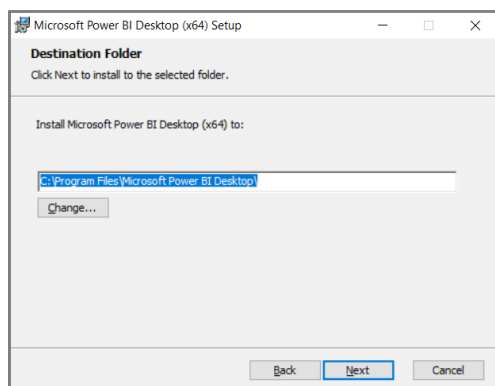 Microsoft Power BI Desktop (x64) Setup
Destination Folder
Click Next to install to the selected folder.
Install Microsoft Power BI Desktop (x64) to:
C:\Program Files\Microsoft Power BI Desktop\
Change...
Back Next Cancel